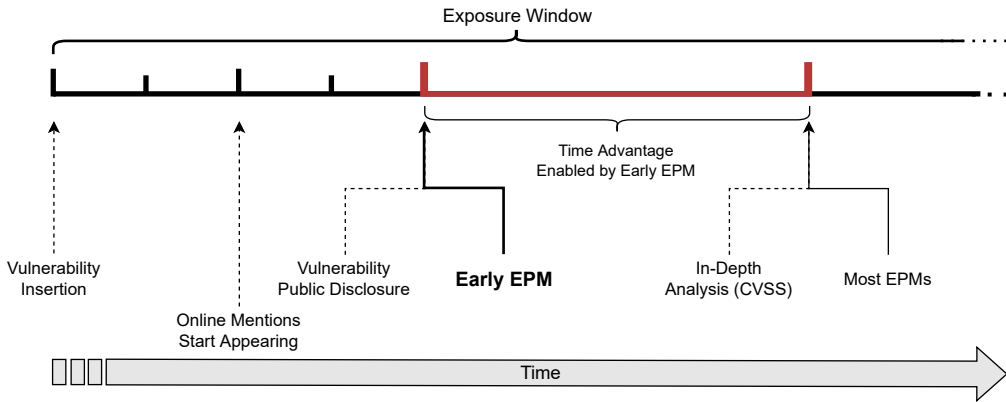 Exposure Window
Time Advantage
Enabled by Early EPM
Vulnerability
Insertion
Online Mentions
Start Appearing
Vulnerability
Public Disclosure
Early EPM
In-Depth
Analysis (CVSS)
Most EPMs
Time